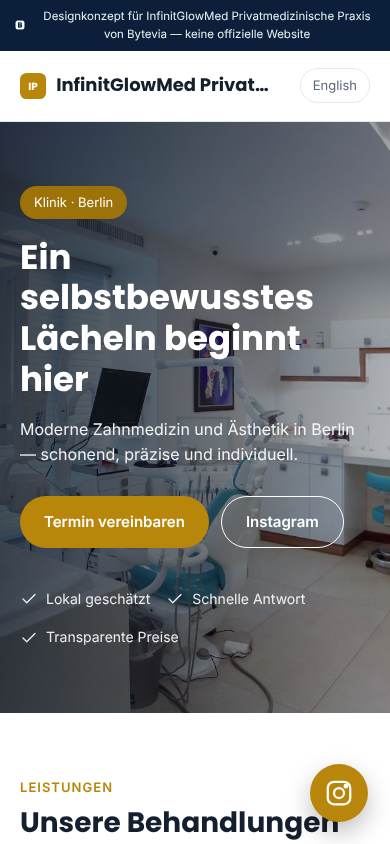 B
Designkonzept für InfinitGlowMed Privatmedizinische Praxis
von Bytevia — keine offizielle Website
IP
InfinitGlowMed Privat…
English
Klinik · Berlin
Ein
selbstbewusstes
Lächeln beginnt
hier
Moderne Zahnmedizin und Ästhetik in Berlin
— schonend, präzise und individuell.
Termin vereinbaren
Instagram
Lokal geschätzt
Schnelle Antwort
Transparente Preise
LEISTUNGEN
Unsere Behandlungen